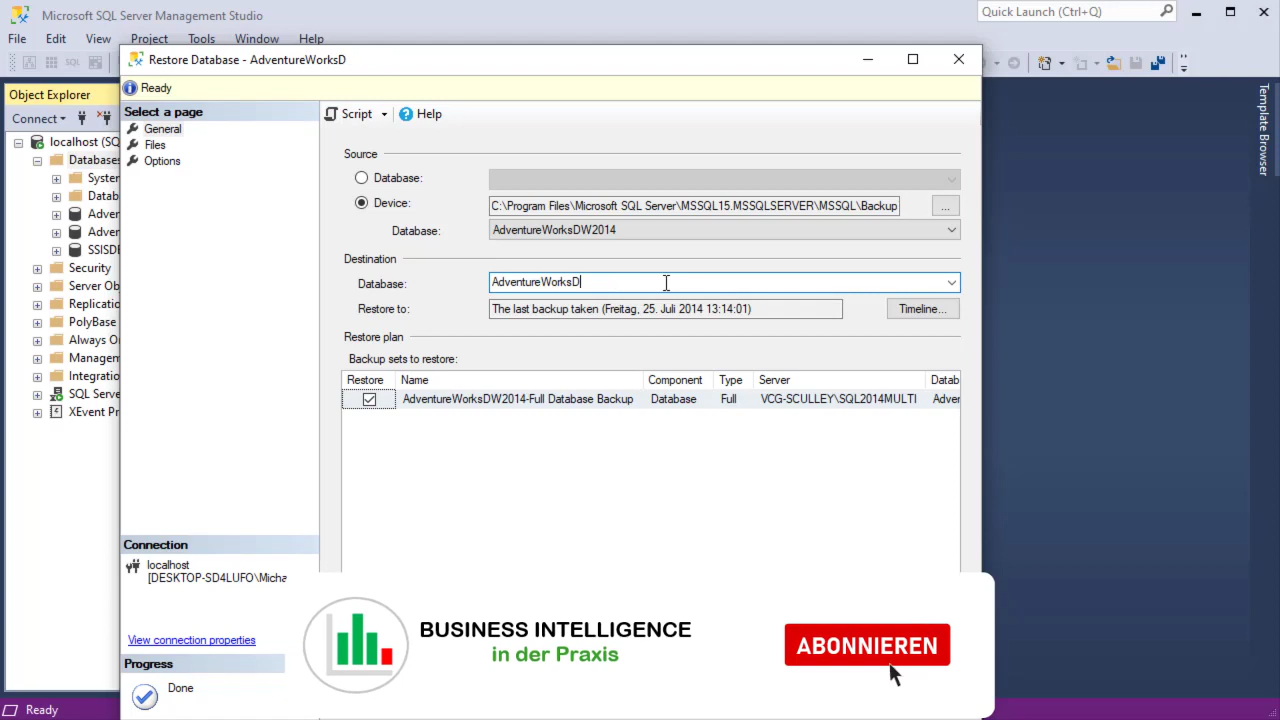 Microsoft SQL Server Management Studio
Quick Launch (Ctrl+Q)
File Edit View Project Tools Window Help
Restore Database - AdventureWorksD
Ready
Object Explorer
Connect
localhost (SQ
Databases
Syster
Datab
Adver
Adver
SSISDE
Security
Server Ob
Replicatio
PolyBase
Always O
Managem
Integratio
SQL Serve
XEvent Pr
Select a page
General
Files
Options
Script Help
Source
Database:
Device: C:\Program Files\Microsoft SQL Server\MSSQL15.MSSQLSERVER\MSSQL\Backup ...
Database: AdventureWorksDW2014
Destination
Database: AdventureWorksD
Restore to: The last backup taken (Freitag, 25. Juli 2014 13:14:01) Timeline...
Restore plan
Backup sets to restore:
Restore Name Component Type Server Datab
AdventureWorksDW2014-Full Database Backup Database Full VCG-SCULLEY\SQL2014MULTI Adver
Connection
localhost
[DESKTOP-SD4LUFO\Micha
View connection properties
Progress
Done
BUSINESS INTELLIGENCE
in der Praxis
ABONNIEREN
Template Browser
Ready